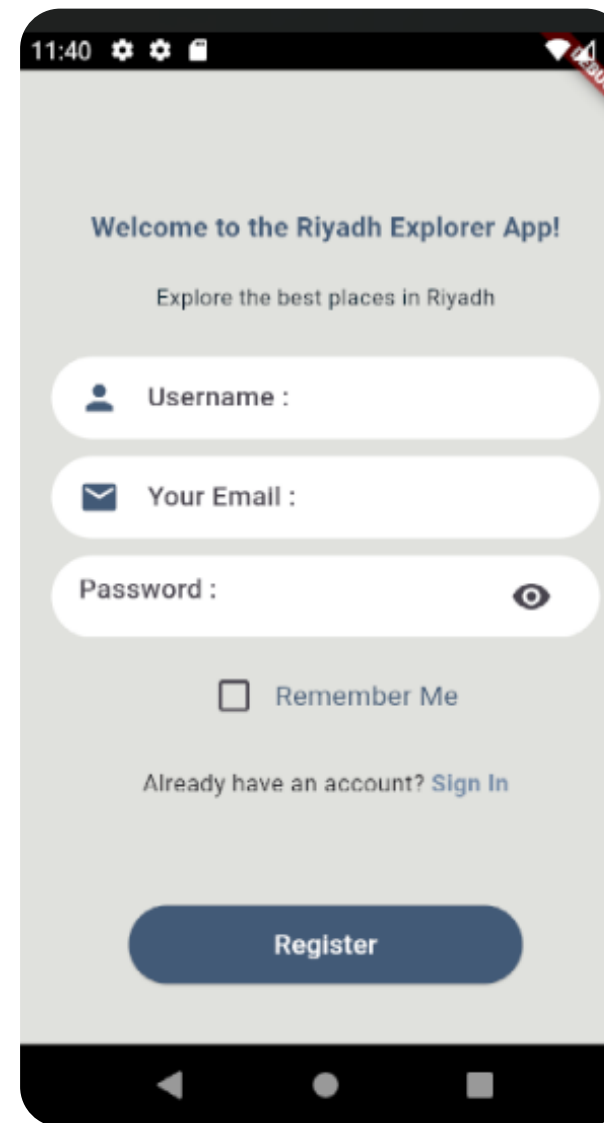 11:40
Welcome to the Riyadh Explorer App!
Explore the best places in Riyadh
Username :
Your Email :
Password :
Remember Me
Already have an account? Sign In
Register